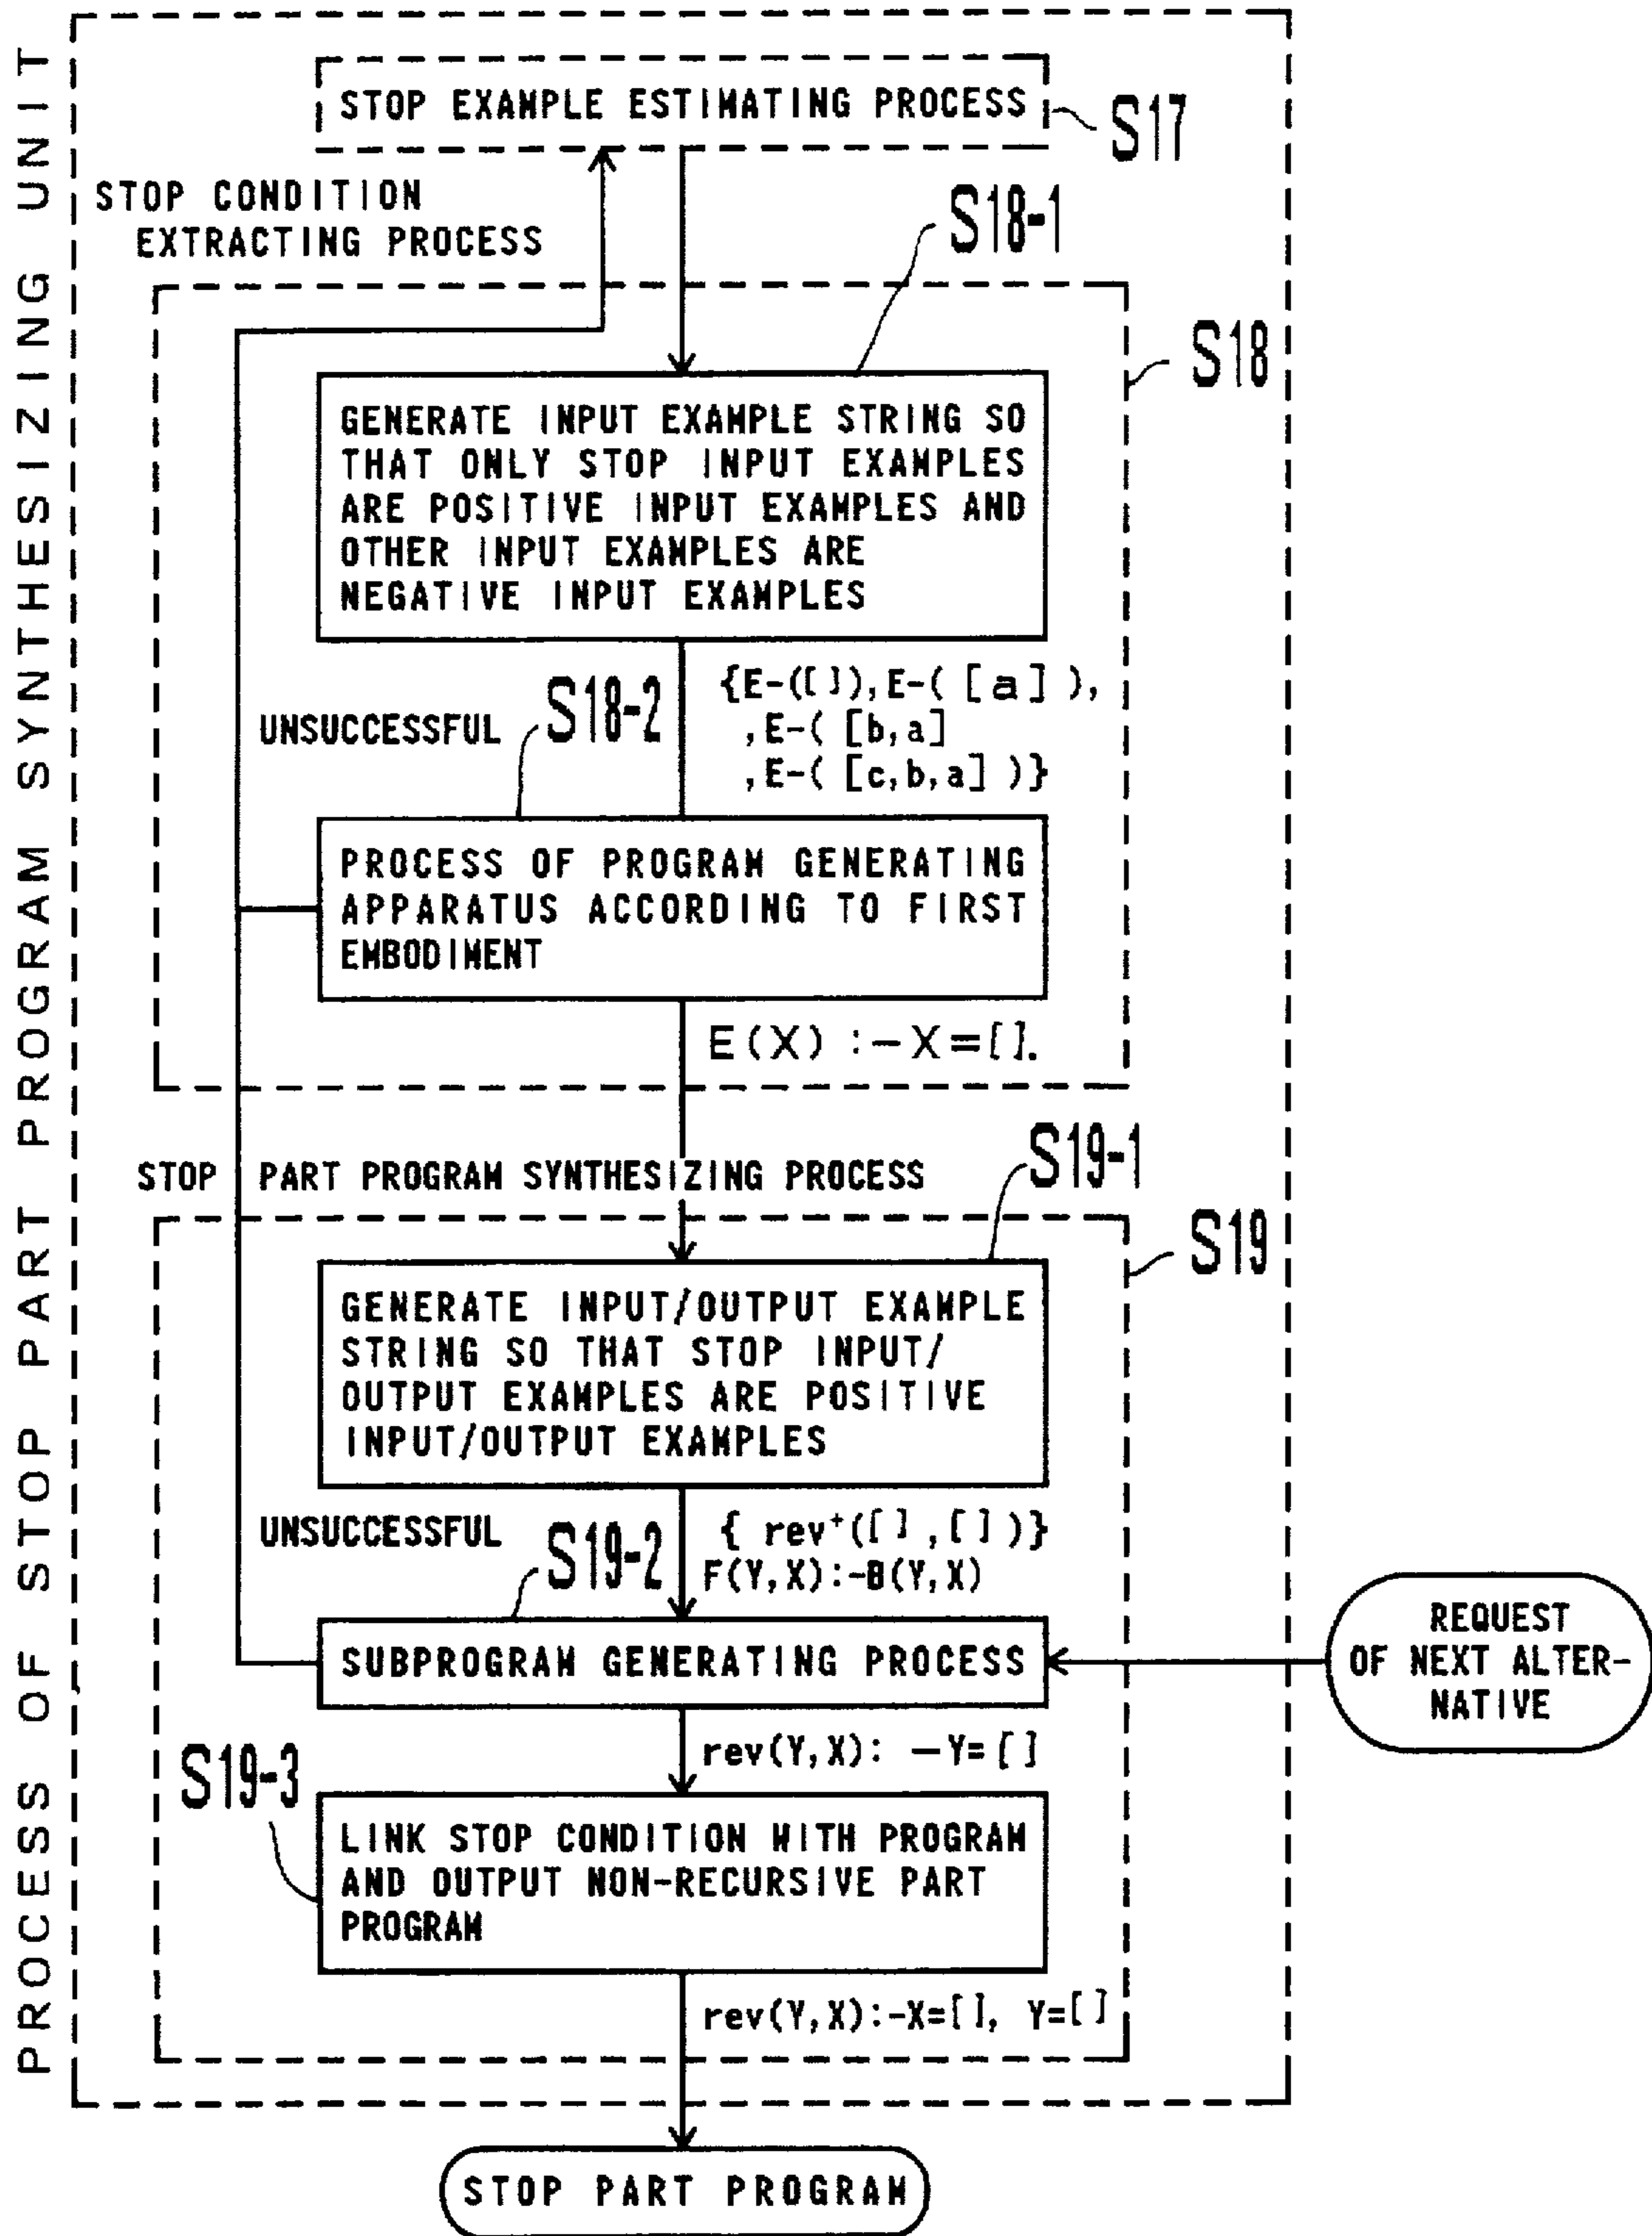 PROCESS OF STOP PART PROGRAM SYNTHESIZING UNIT
STOP EXAMPLE ESTIMATING PROCESS
S17
STOP CONDITION
EXTRACTING PROCESS
S18-1
S18
GENERATE INPUT EXAMPLE STRING SO
THAT ONLY STOP INPUT EXAMPLES
ARE POSITIVE INPUT EXAMPLES AND
OTHER INPUT EXAMPLES ARE
NEGATIVE INPUT EXAMPLES
UNSUCCESSFUL
S18-2
{E-([]),E-([a]),
,E-([b,a]
,E-([c,b,a])}
PROCESS OF PROGRAM GENERATING
APPARATUS ACCORDING TO FIRST
EMBODIMENT
E(X) :-X=[].
STOP PART PROGRAM SYNTHESIZING PROCESS
S19-1
S19
GENERATE INPUT/OUTPUT EXAMPLE
STRING SO THAT STOP INPUT/
OUTPUT EXAMPLES ARE POSITIVE
INPUT/OUTPUT EXAMPLES
UNSUCCESSFUL
S19-2
{ rev⁺([],[])}
F(Y,X):-B(Y,X)
SUBPROGRAM GENERATING PROCESS
REQUEST
OF NEXT ALTER-
NATIVE
rev(Y,X): -Y=[]
S19-3
LINK STOP CONDITION WITH PROGRAM
AND OUTPUT NON-RECURSIVE PART
PROGRAM
rev(Y,X):-X=[], Y=[]
STOP PART PROGRAM